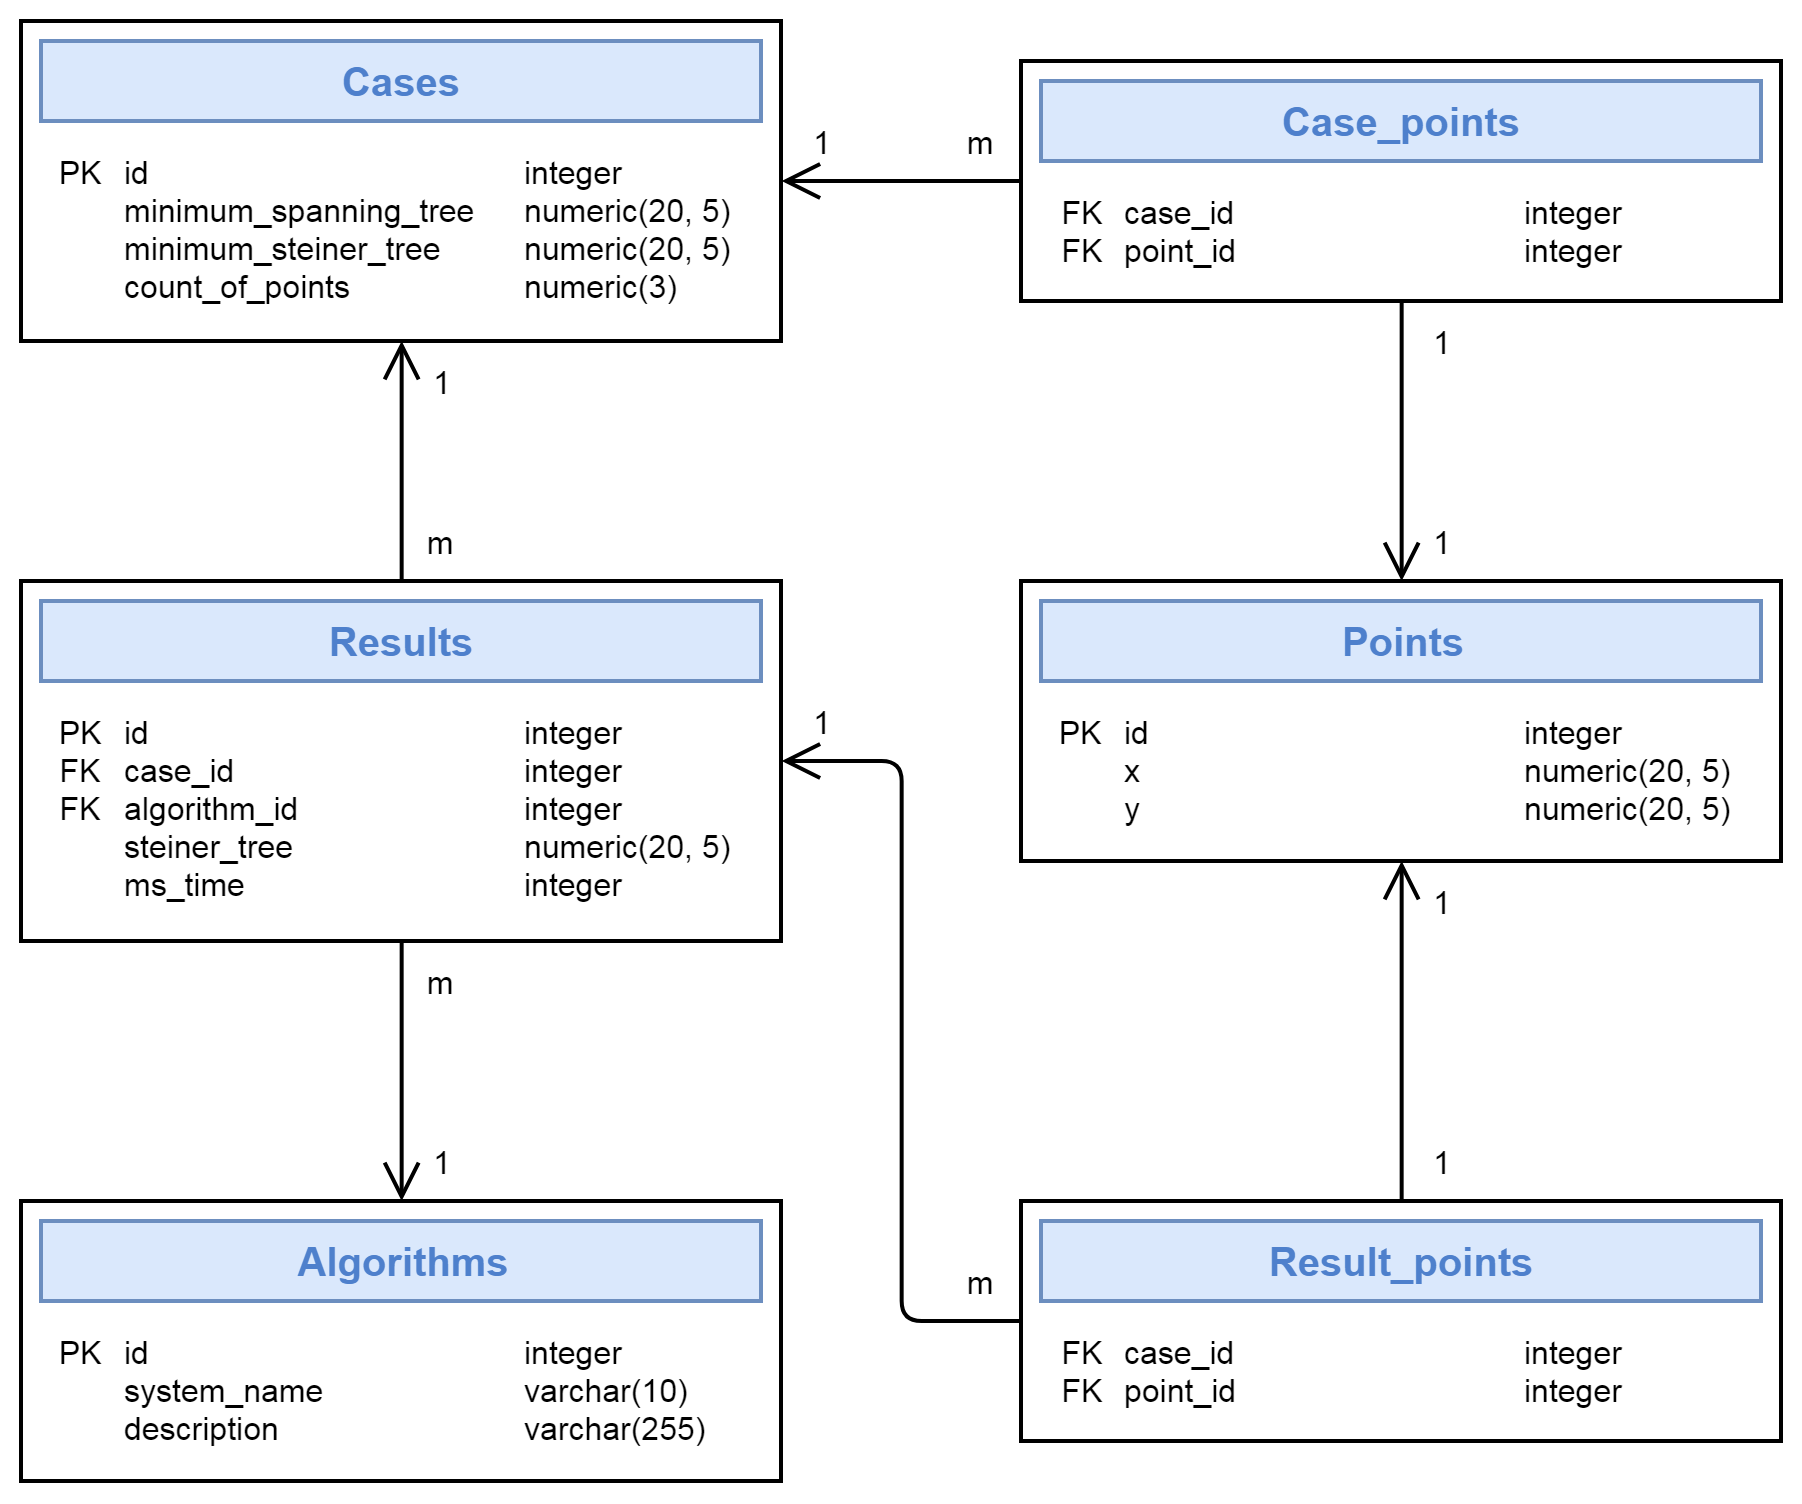 Cases
PK id integer
minimum_spanning_tree numeric(20, 5)
minimum_steiner_tree numeric(20, 5)
count_of_points numeric(3)
1 m
Case_points
FK case_id integer
FK point_id integer
1
m
1
1
Results
PK id integer
FK case_id integer
FK algorithm_id integer
steiner_tree numeric(20, 5)
ms_time integer
1
Points
PK id integer
x numeric(20, 5)
y numeric(20, 5)
m
1
1
1
Algorithms
PK id integer
system_name varchar(10)
description varchar(255)
m
Result_points
FK case_id integer
FK point_id integer